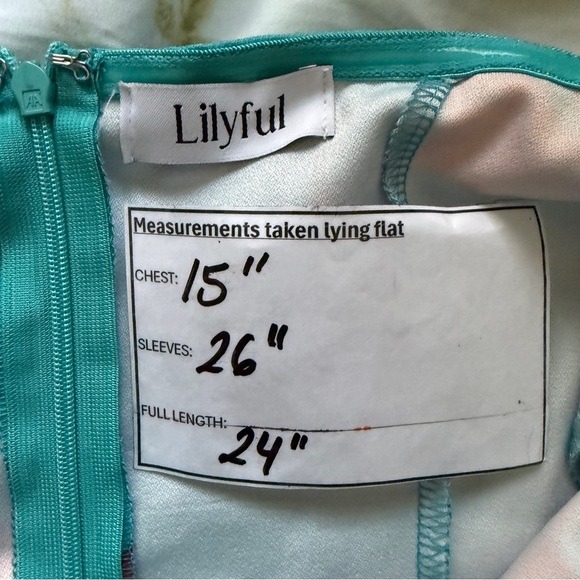 Lilyful
Measurements taken lying flat
CHEST: 15"
SLEEVES: 26"
FULL LENGTH: 24"